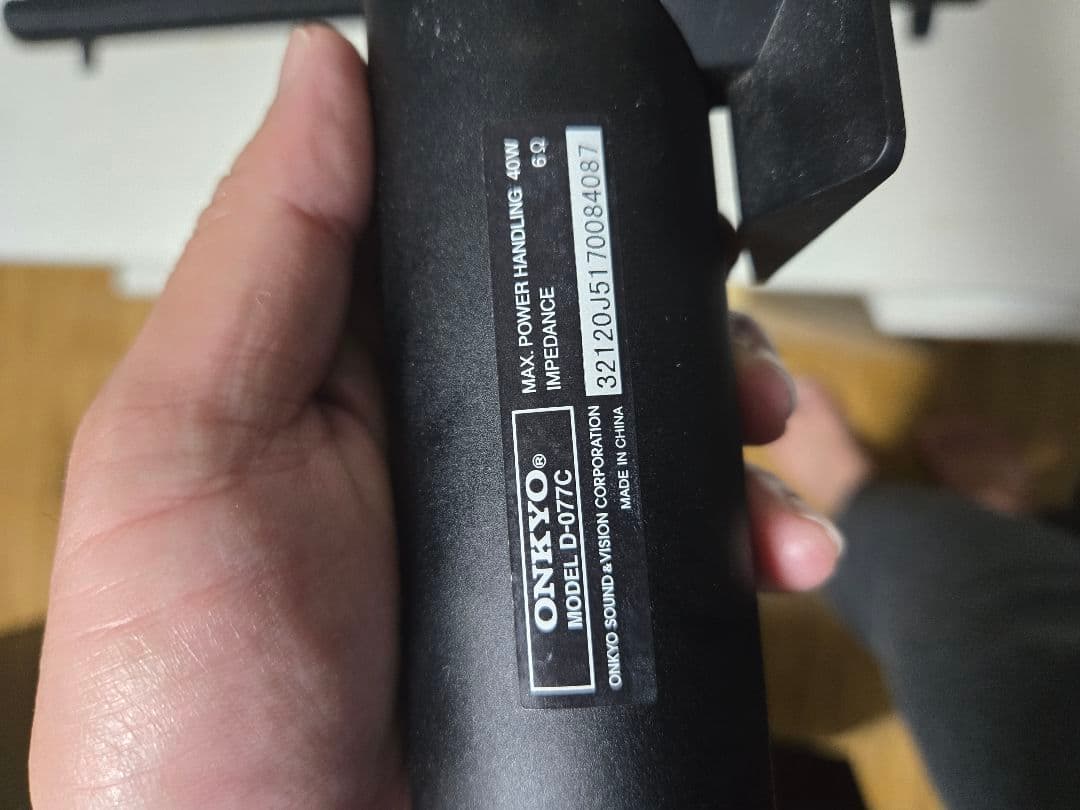 ONKYO®
MODEL D-077C
MAX. POWER HANDLING 40W
IMPEDANCE 6Ω
ONKYO SOUND & VISION CORPORATION
MADE IN CHINA
32120J5170084087